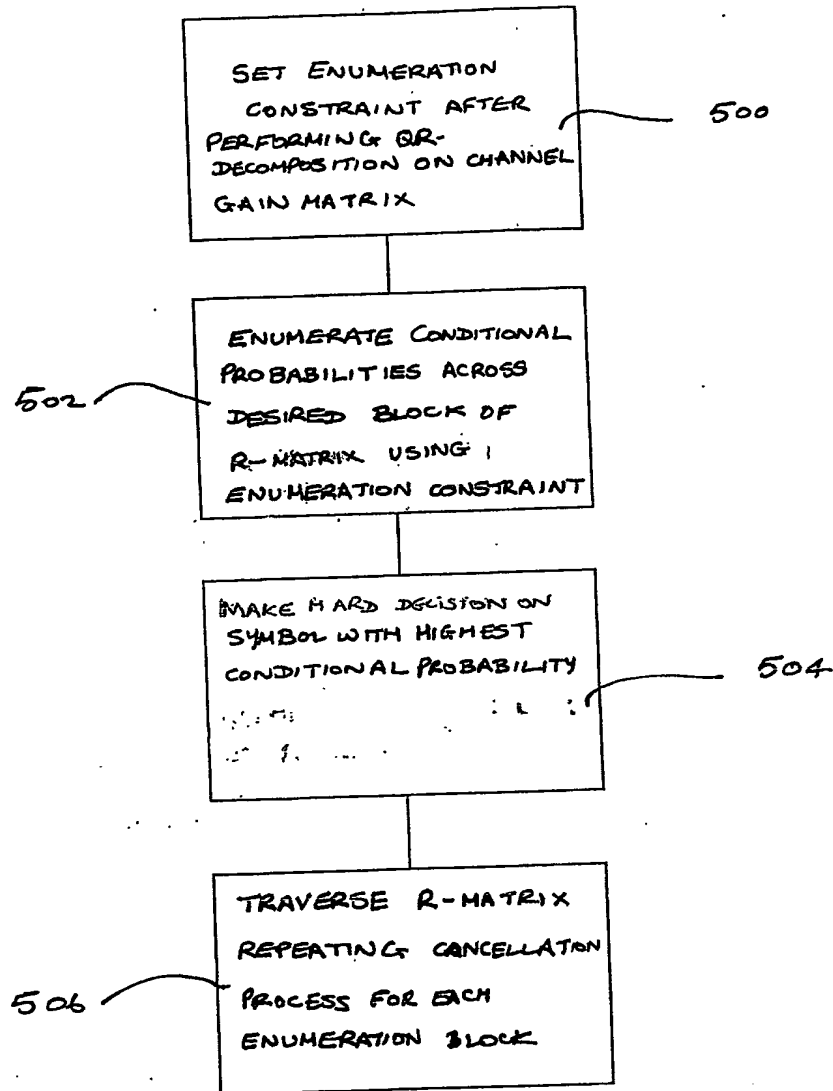 SET ENUMERATION
CONSTRAINT AFTER
PERFORMING QR-
DECOMPOSITION ON CHANNEL
GAIN MATRIX
500
ENUMERATE CONDITIONAL
PROBABILITIES ACROSS
DESIRED BLOCK OF
R-MATRIX USING
ENUMERATION CONSTRAINT
502
MAKE HARD DECISION ON
SYMBOL WITH HIGHEST
CONDITIONAL PROBABILITY
504
TRAVERSE R-MATRIX
REPEATING CANCELLATION
PROCESS FOR EACH
ENUMERATION BLOCK
506